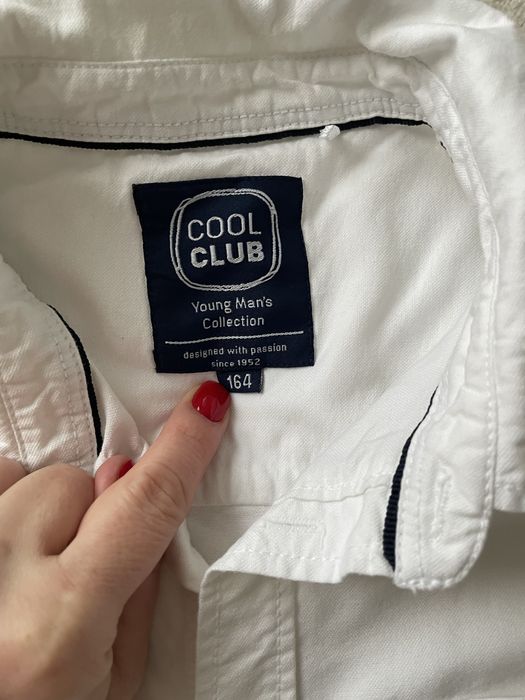 COOL
CLUB
Young Man's
Collection
designed with passion
since 1952
164